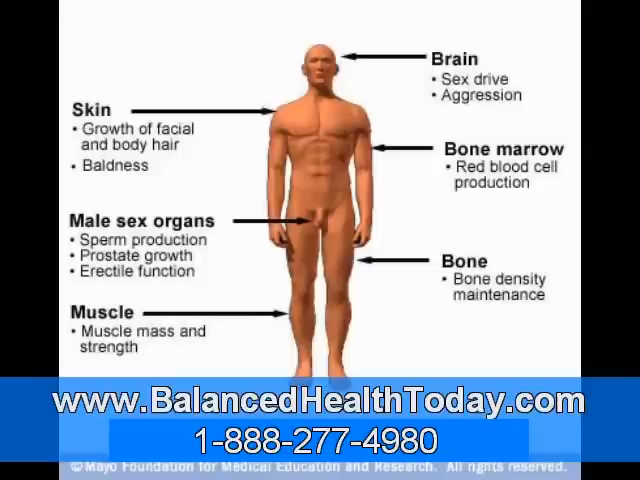 Brain
• Sex drive
• Aggression
Skin
• Growth of facial
and body hair
• Baldness
Bone marrow
• Red blood cell
production
Male sex organs
• Sperm production
• Prostate growth
• Erectile function
Bone
• Bone density
maintenance
Muscle
• Muscle mass and
strength
www.BalancedHealthToday.com
1-888-277-4980
©Mayo Foundation for Medical Education and Research. All rights reserved.